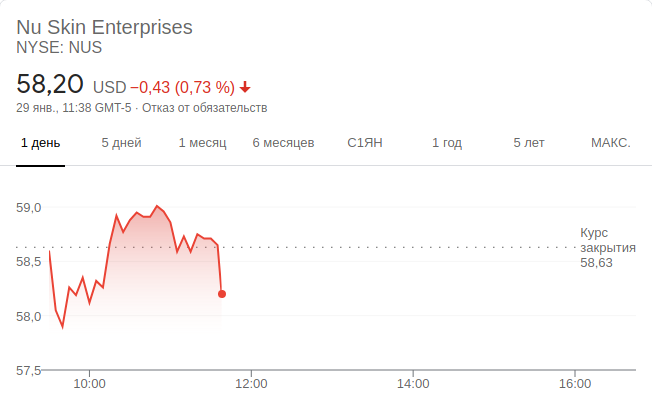 Nu Skin Enterprises
NYSE: NUS
58,20 USD −0,43 (0,73 %)
29 янв., 11:38 GMT-5 · Отказ от обязательств
1 день 5 дней 1 месяц 6 месяцев С1ЯН 1 год 5 лет МАКС.
59,0
Курс
закрытия
58,63
58,5
58,0
57,5
10:00 12:00 14:00 16:00